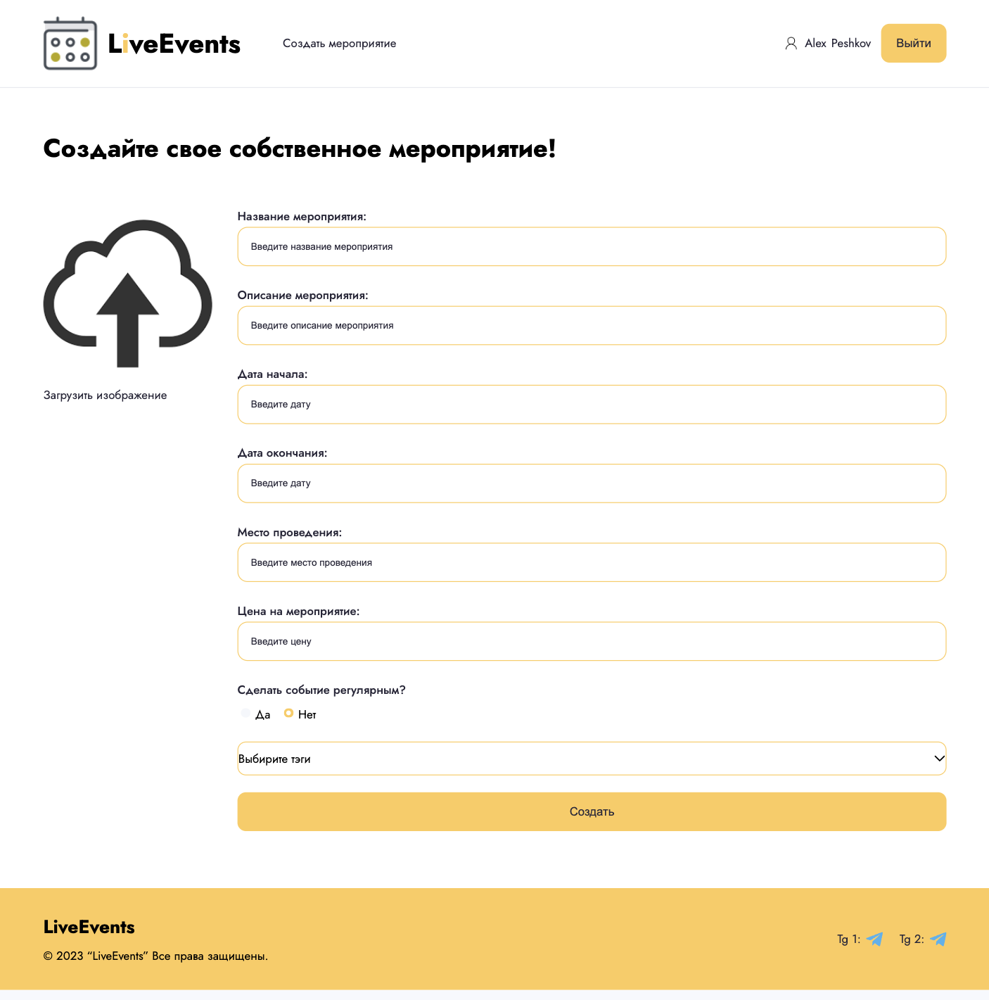 LiveEvents
Создать мероприятие
Alex Peshkov
Выйти
Создайте свое собственное мероприятие!
Загрузить изображение
Название мероприятия:
Введите название мероприятия
Описание мероприятия:
Введите описание мероприятия
Дата начала:
Введите дату
Дата окончания:
Введите дату
Место проведения:
Введите место проведения
Цена на мероприятие:
Введите цену
Сделать событие регулярным?
Да Нет
Выбирите тэги
Создать
LiveEvents
© 2023 “LiveEvents” Все права защищены.
Tg 1: Tg 2: